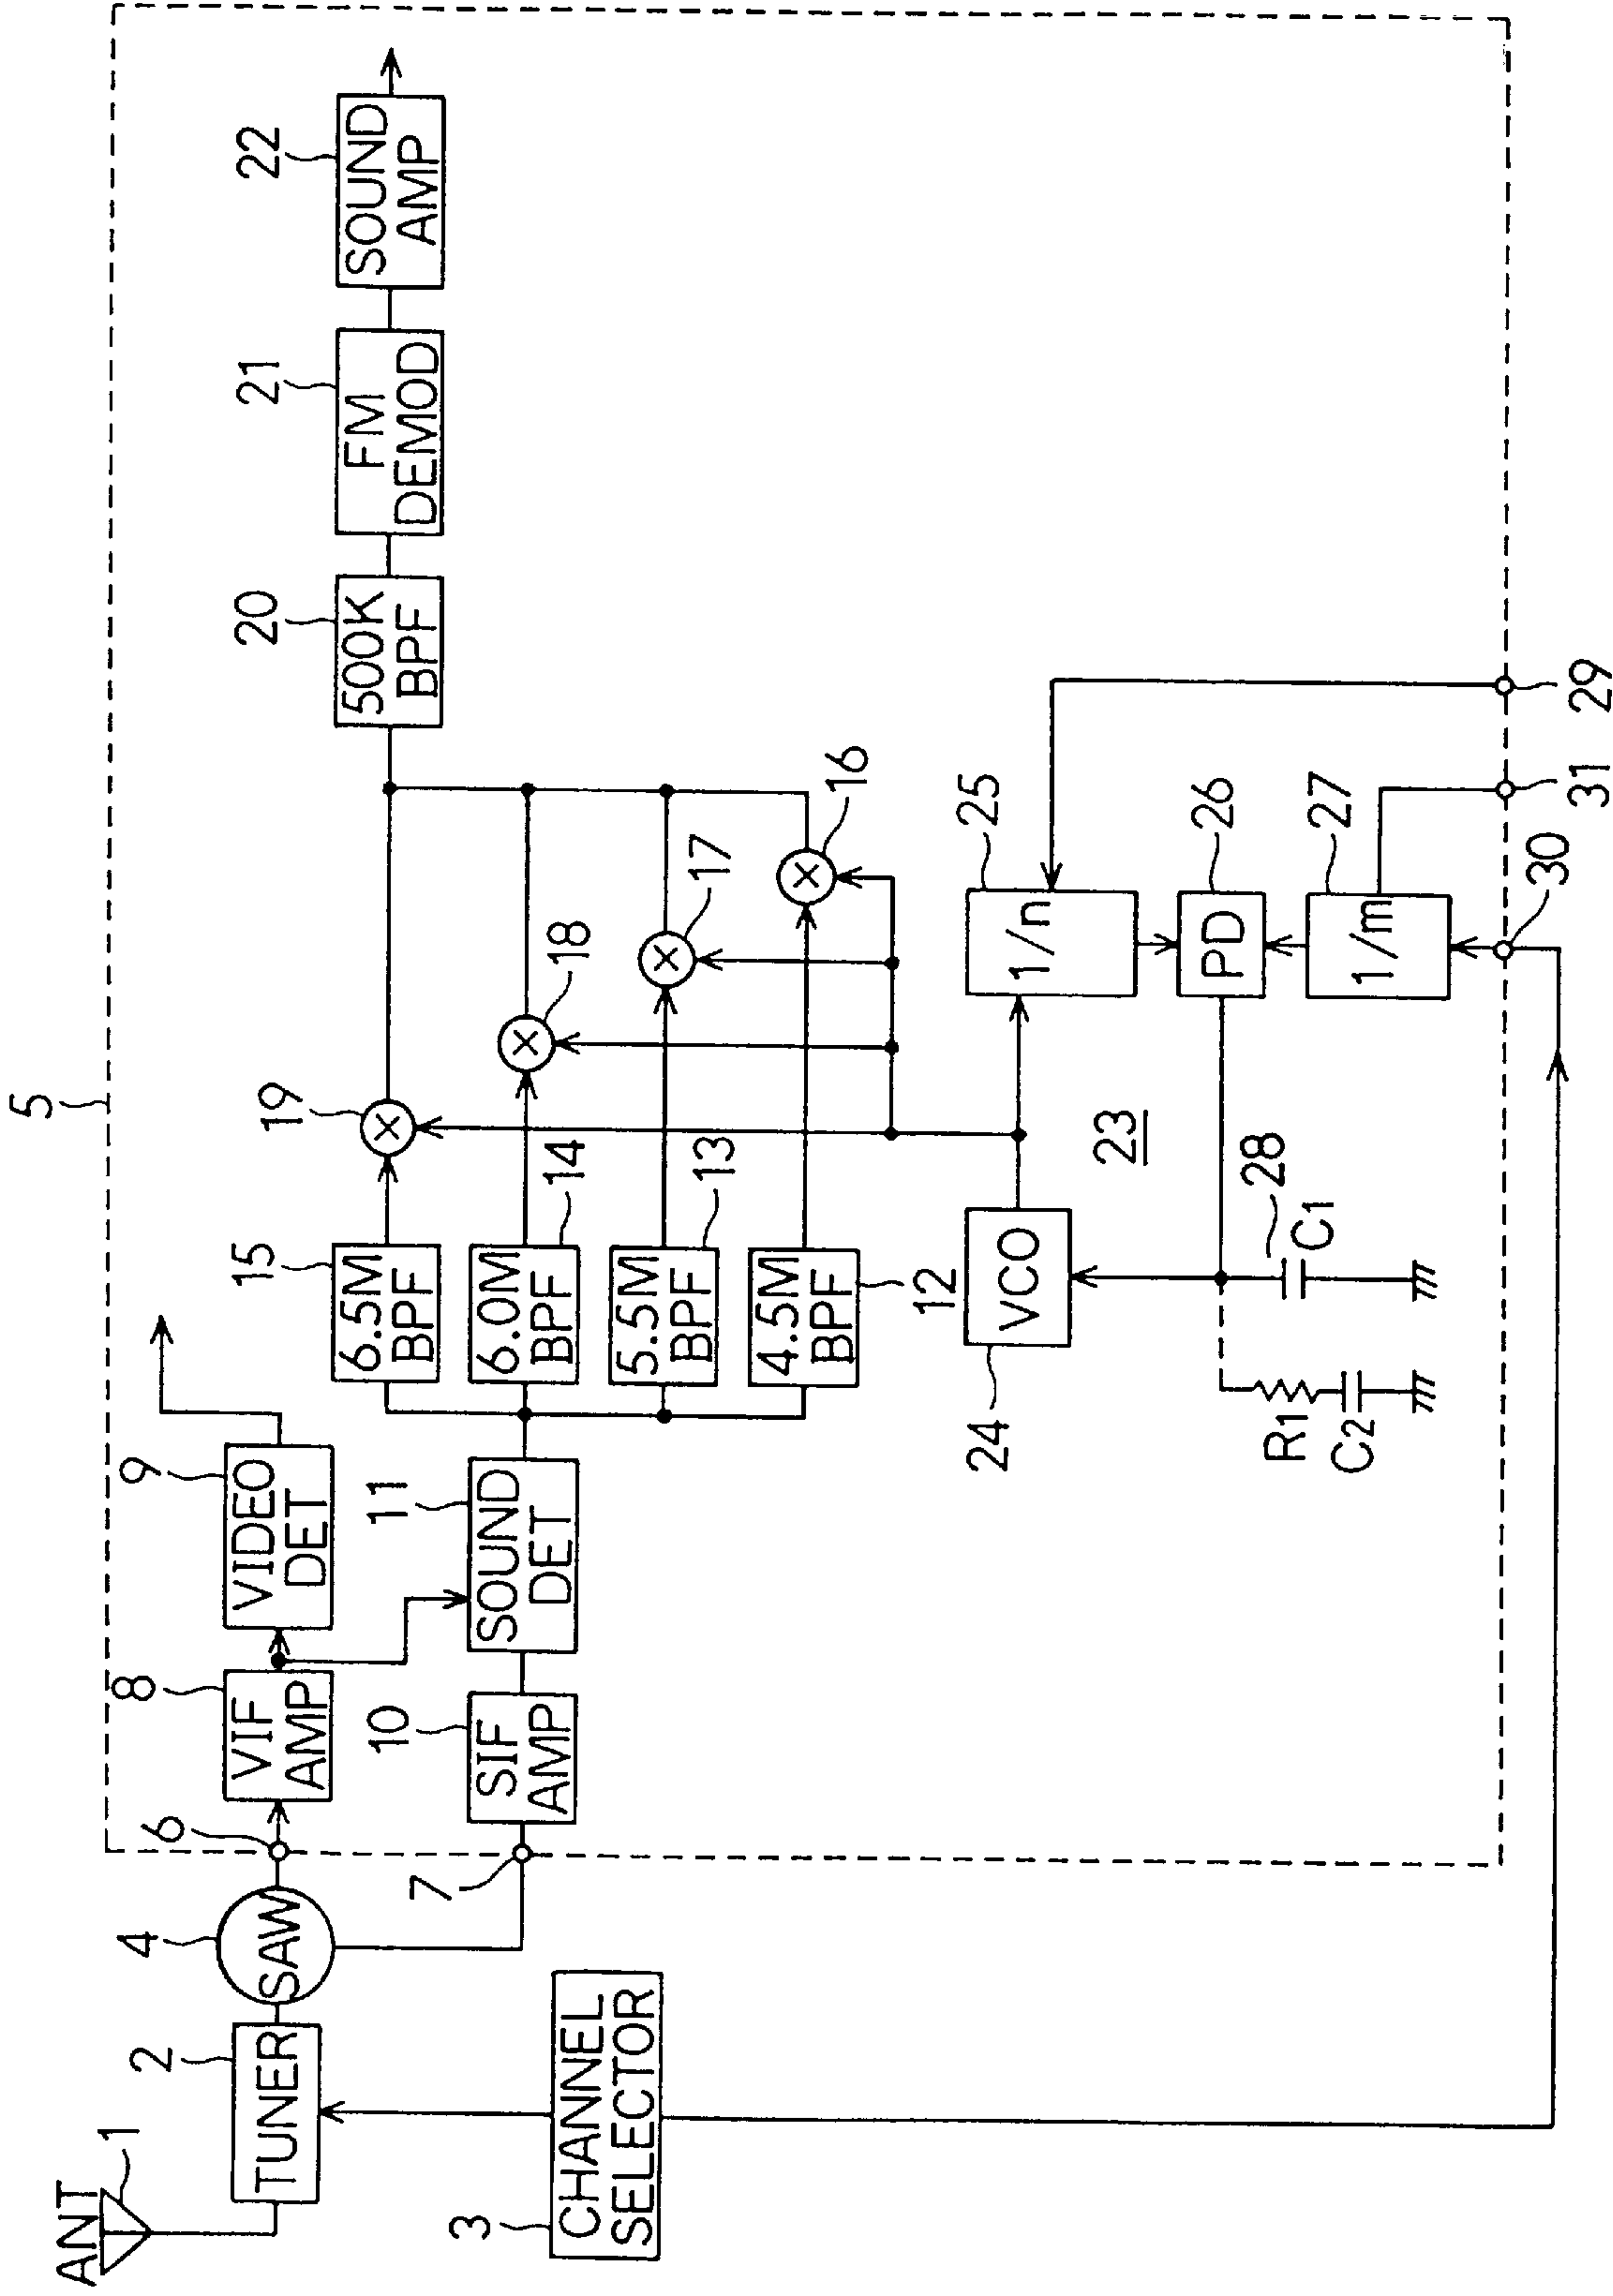 5
ANT
1
TUNER
2
CHANNEL
SELECTOR
3
SAW
4
6
7
VIF
AMP
8
VIDEO
DET
9
SIF
AMP
10
SOUND
DET
11
6.5M
BPF
15
6.0M
BPF
14
5.5M
BPF
13
4.5M
BPF
12
19
18
17
16
500K
BPF
20
FM
DEMOD
21
SOUND
AMP
22
VCO
24
23
1/n
25
PD
26
1/m
27
28
C1
R1
C2
29
31
30